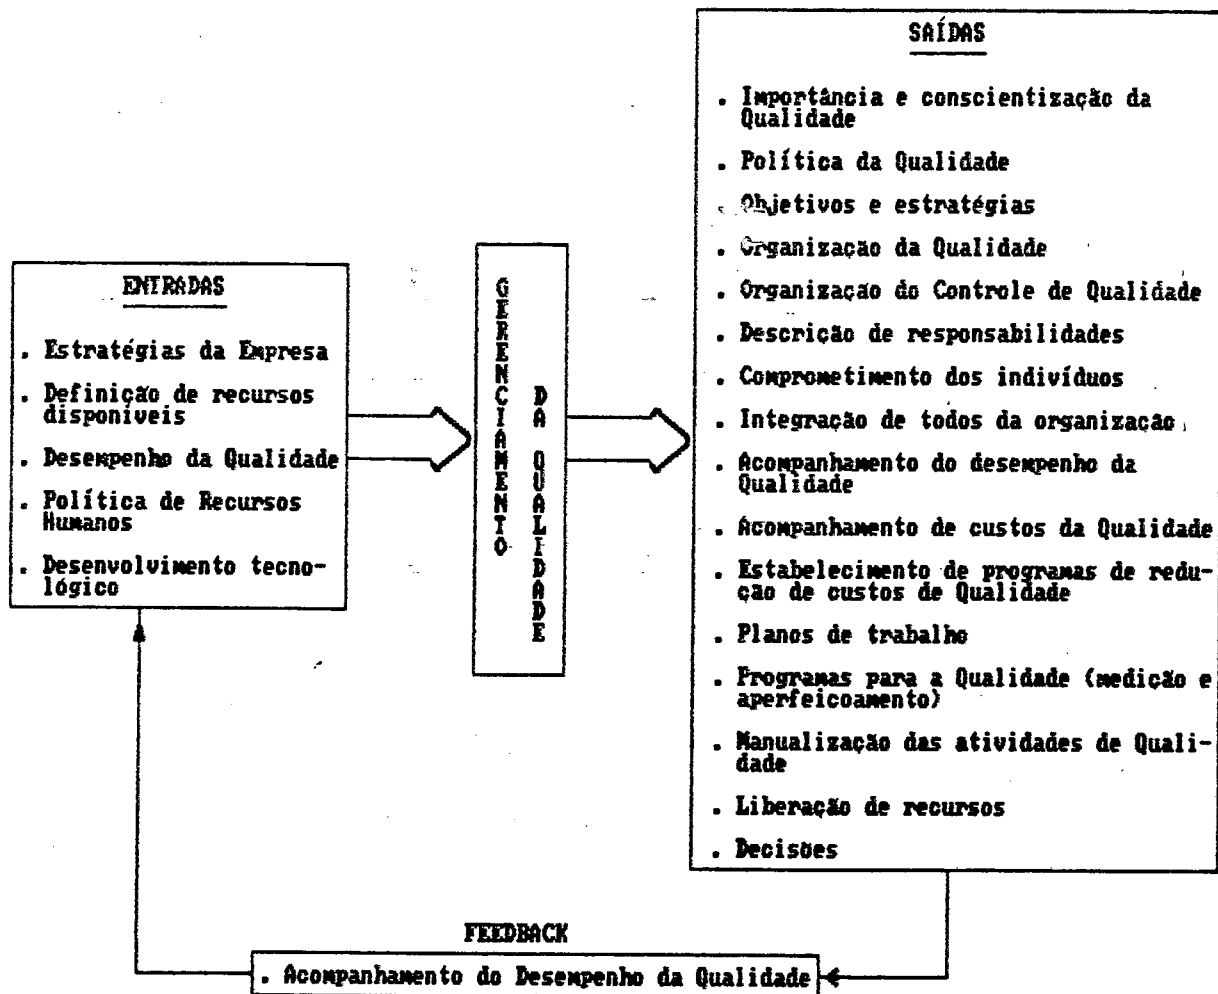 ENTRADAS
. Estratégias da Empresa
. Definição de recursos
disponíveis
. Desempenho da Qualidade
. Política de Recursos
Humanos
. Desenvolvimento tecno-
lógico
GERENCIAMENTO
DA QUALIDADE
SAÍDAS
. Importância e conscientização da
Qualidade
. Política da Qualidade
. Objetivos e estratégias
. Organização da Qualidade
. Organização do Controle de Qualidade
. Descrição de responsabilidades
. Comprometimento dos indivíduos
. Integração de todos da organização
. Acompanhamento do desempenho da
Qualidade
. Acompanhamento de custos da Qualidade
. Estabelecimento de programas de redu-
ção de custos de Qualidade
. Planos de trabalho
. Programas para a Qualidade (medição e
aperfeicoamento)
. Manualização das atividades de Quali-
dade
. Liberação de recursos
. Decisões
FEEDBACK
. Acompanhamento do Desempenho da Qualidade